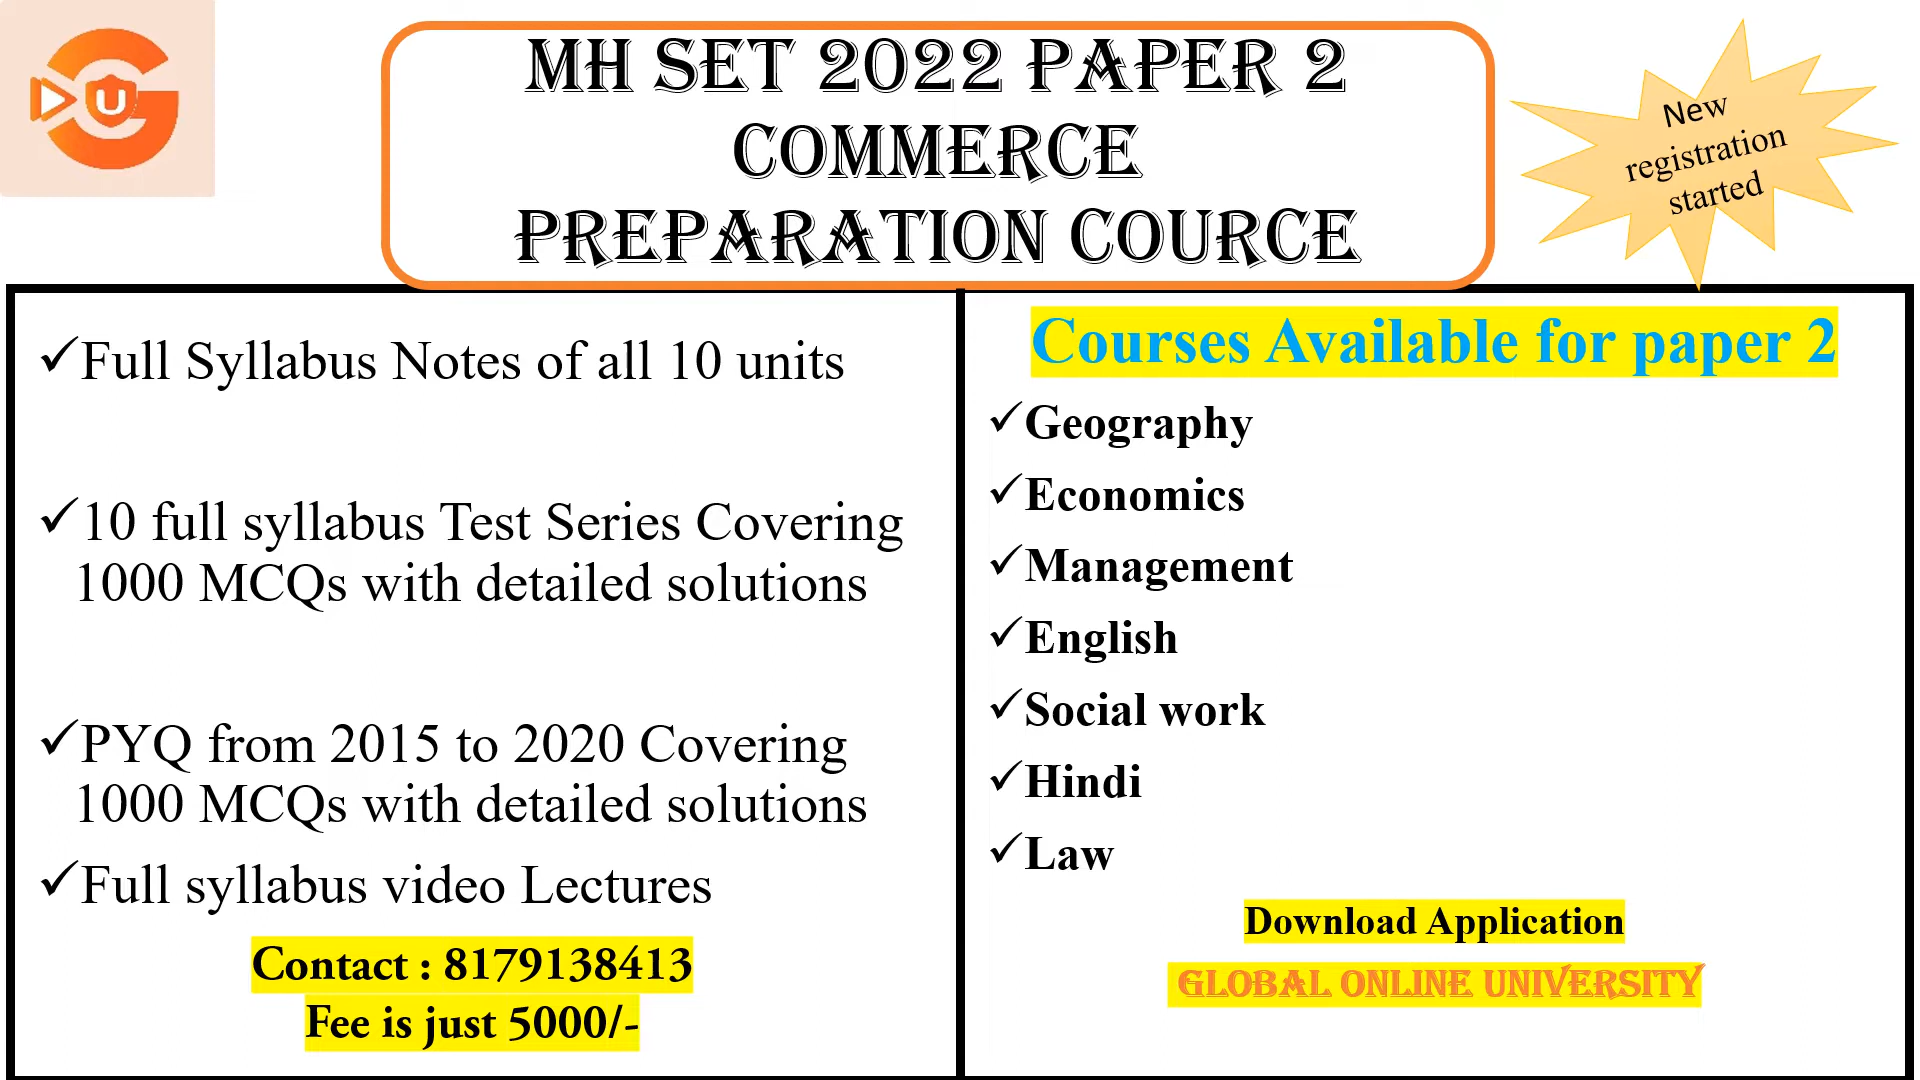 U
MH SET 2022 PAPER 2
COMMERCE
PREPARATION COURCE
New
registration
started
✓Full Syllabus Notes of all 10 units
✓10 full syllabus Test Series Covering
1000 MCQs with detailed solutions
✓PYQ from 2015 to 2020 Covering
1000 MCQs with detailed solutions
✓Full syllabus video Lectures
Contact : 8179138413
Fee is just 5000/-
Courses Available for paper 2
✓Geography
✓Economics
✓Management
✓English
✓Social work
✓Hindi
✓Law
Download Application
GLOBAL ONLINE UNIVERSITY